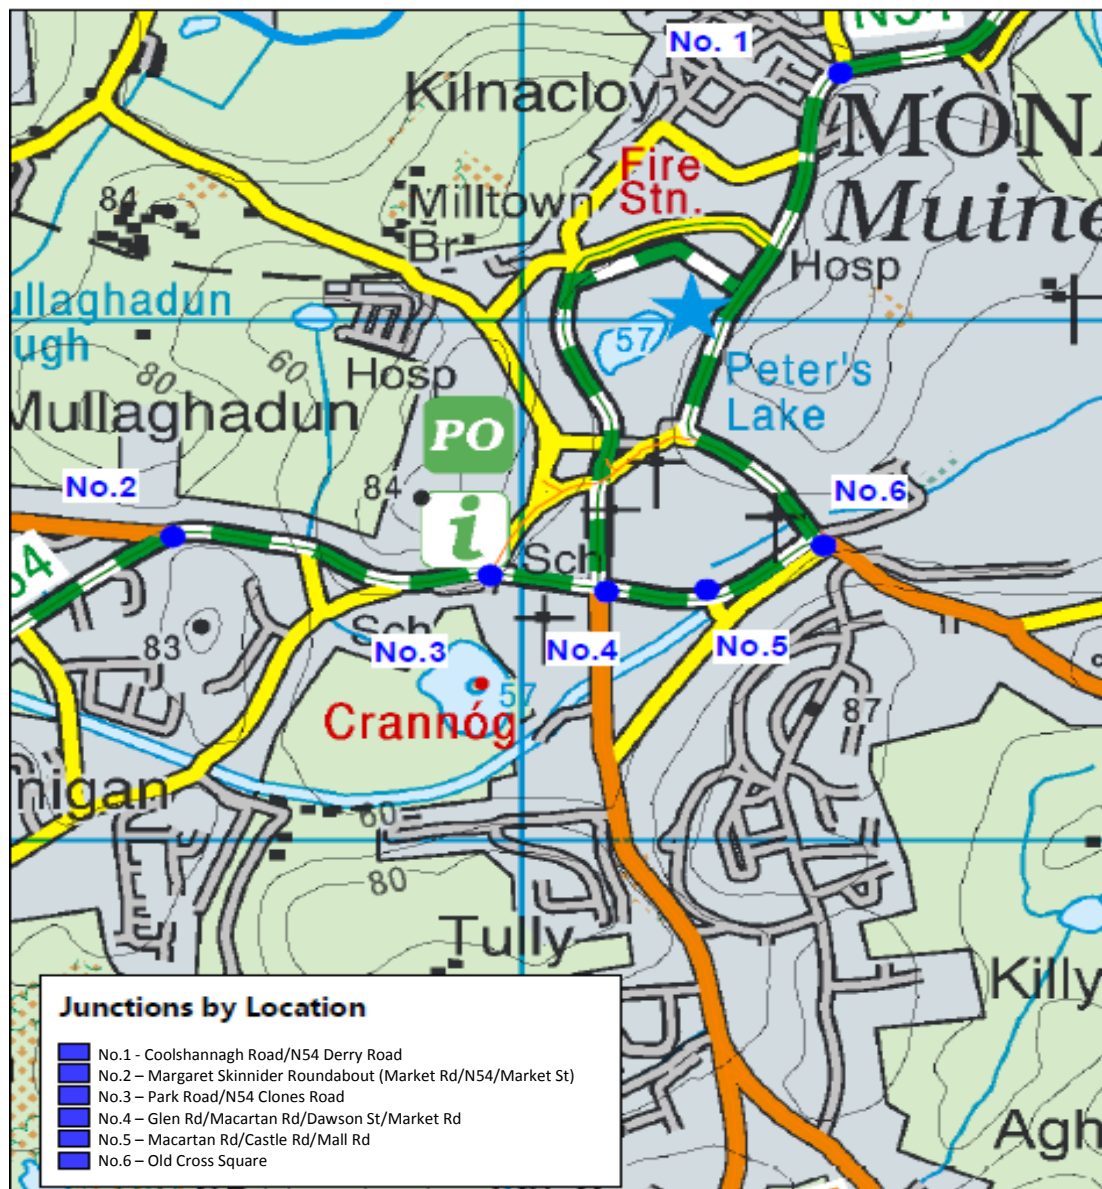 N54
No. 1
Kilnacloy
MONA
Muine
Fire
Stn.
84
Milltown
Br
Hosp
ullaghadun
ugh
57
60
80
Hosp
Peter's
Lake
Mullaghadun
PO
No.2
84
No.6
i
Sch
54
Sch
83
No.3
No.4
No.5
57
Crannóg
87
nigan
60
80
Tully
Killy
Agh
Junctions by Location
No.1 - Coolshannagh Road/N54 Derry Road
No.2 – Margaret Skinnider Roundabout (Market Rd/N54/Market St)
No.3 – Park Road/N54 Clones Road
No.4 – Glen Rd/Macartan Rd/Dawson St/Market Rd
No.5 – Macartan Rd/Castle Rd/Mall Rd
No.6 – Old Cross Square